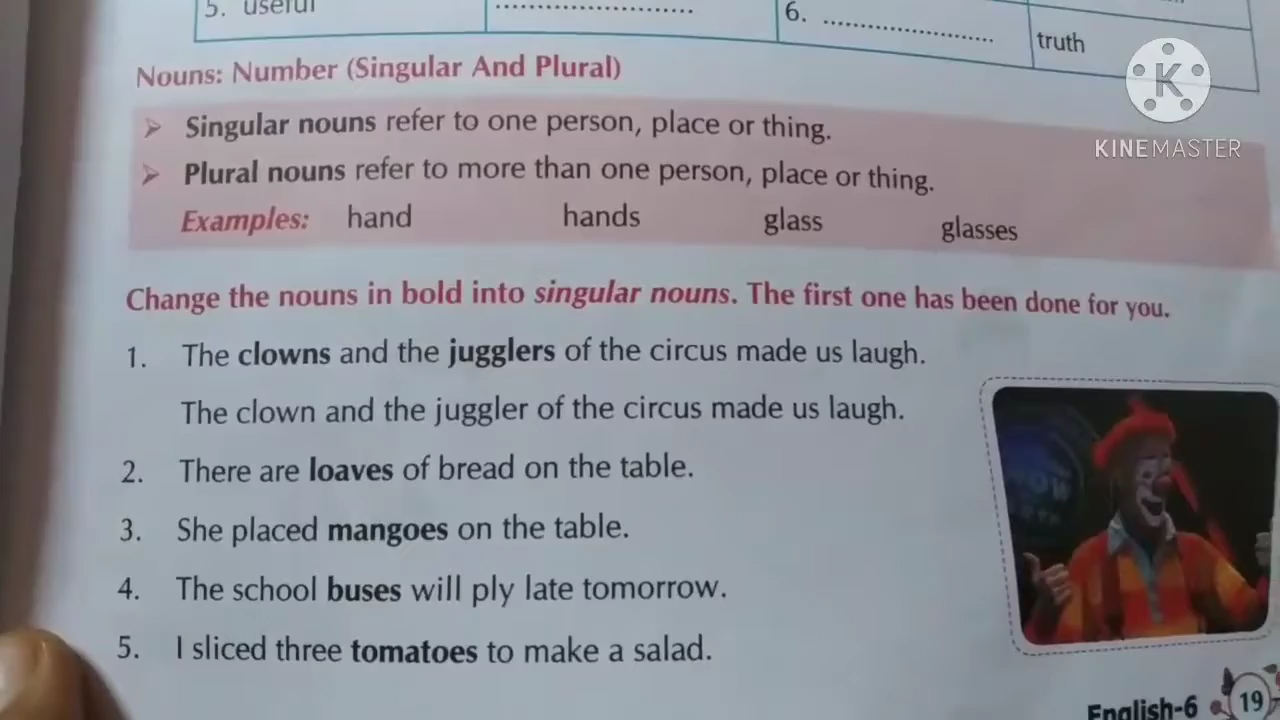 5. useful ........................ 6. ........................ truth
K
KINEMASTER
Nouns: Number (Singular And Plural)
➢ Singular nouns refer to one person, place or thing.
➢ Plural nouns refer to more than one person, place or thing.
Examples: hand hands glass glasses
Change the nouns in bold into singular nouns. The first one has been done for you.
1. The clowns and the jugglers of the circus made us laugh.
The clown and the juggler of the circus made us laugh.
2. There are loaves of bread on the table.
3. She placed mangoes on the table.
4. The school buses will ply late tomorrow.
5. I sliced three tomatoes to make a salad.
English-6 19